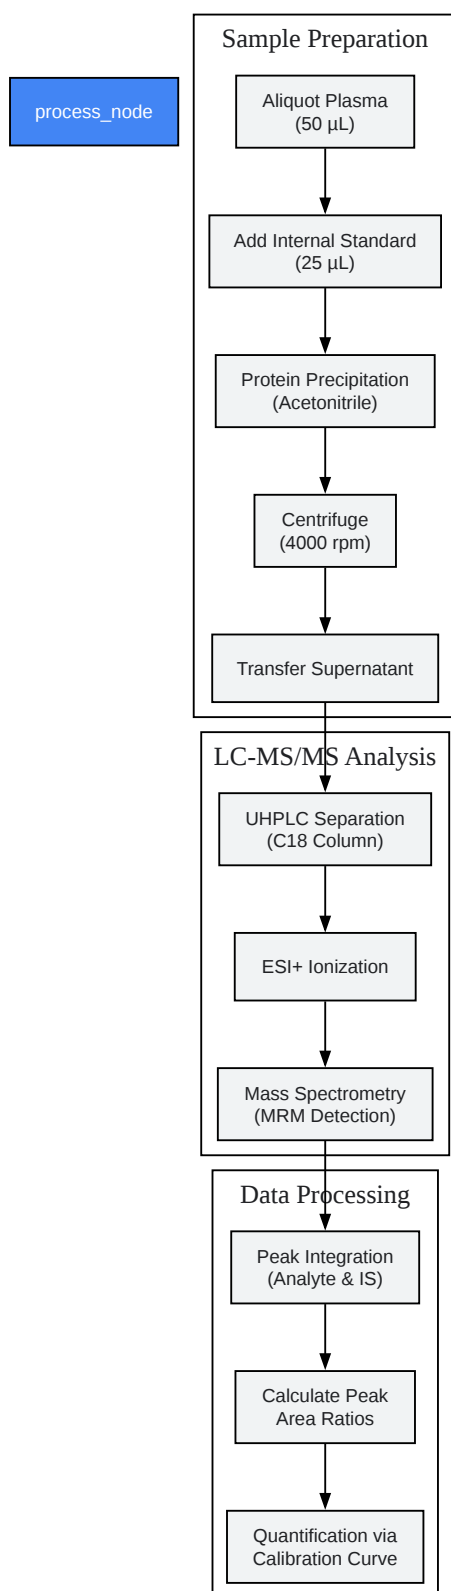 Sample Preparation
process_node
Aliquot Plasma
(50 µL)
Add Internal Standard
(25 µL)
Protein Precipitation
(Acetonitrile)
Centrifuge
(4000 rpm)
Transfer Supernatant
LC-MS/MS Analysis
UHPLC Separation
(C18 Column)
ESI+ Ionization
Mass Spectrometry
(MRM Detection)
Data Processing
Peak Integration
(Analyte & IS)
Calculate Peak
Area Ratios
Quantification via
Calibration Curve